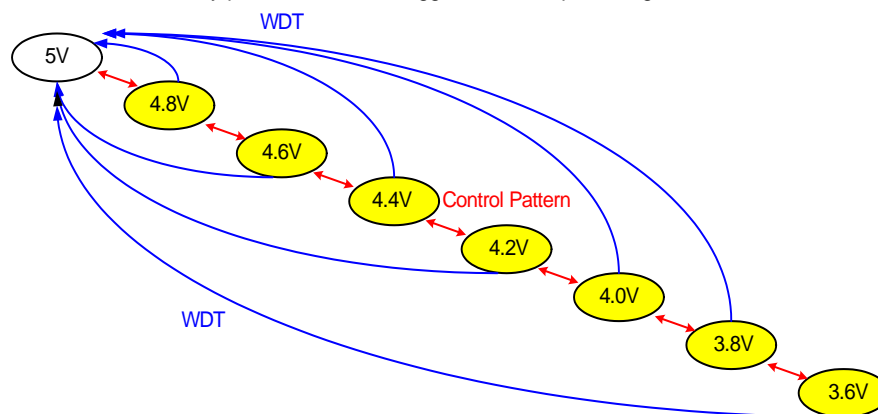 WDT
5V
4.8V
4.6V
4.4V
Control Pattern
4.2V
4.0V
WDT
3.8V
3.6V